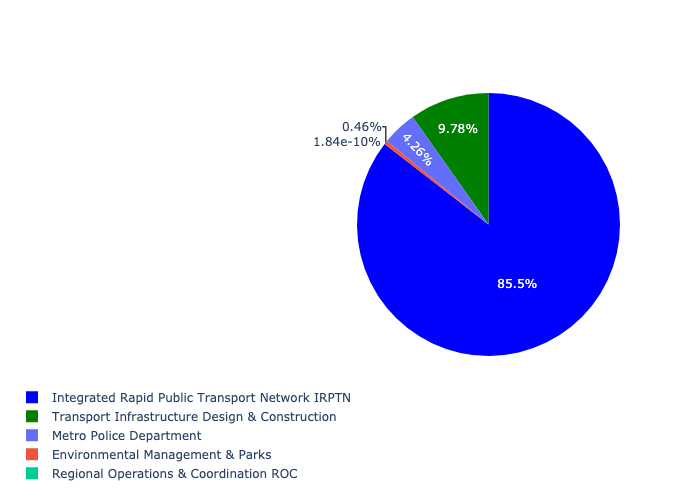 0.46%
1.84e-10%
4.26%
9.78%
85.5%
Integrated Rapid Public Transport Network IRPTN
Transport Infrastructure Design & Construction
Metro Police Department
Environmental Management & Parks
Regional Operations & Coordination ROC